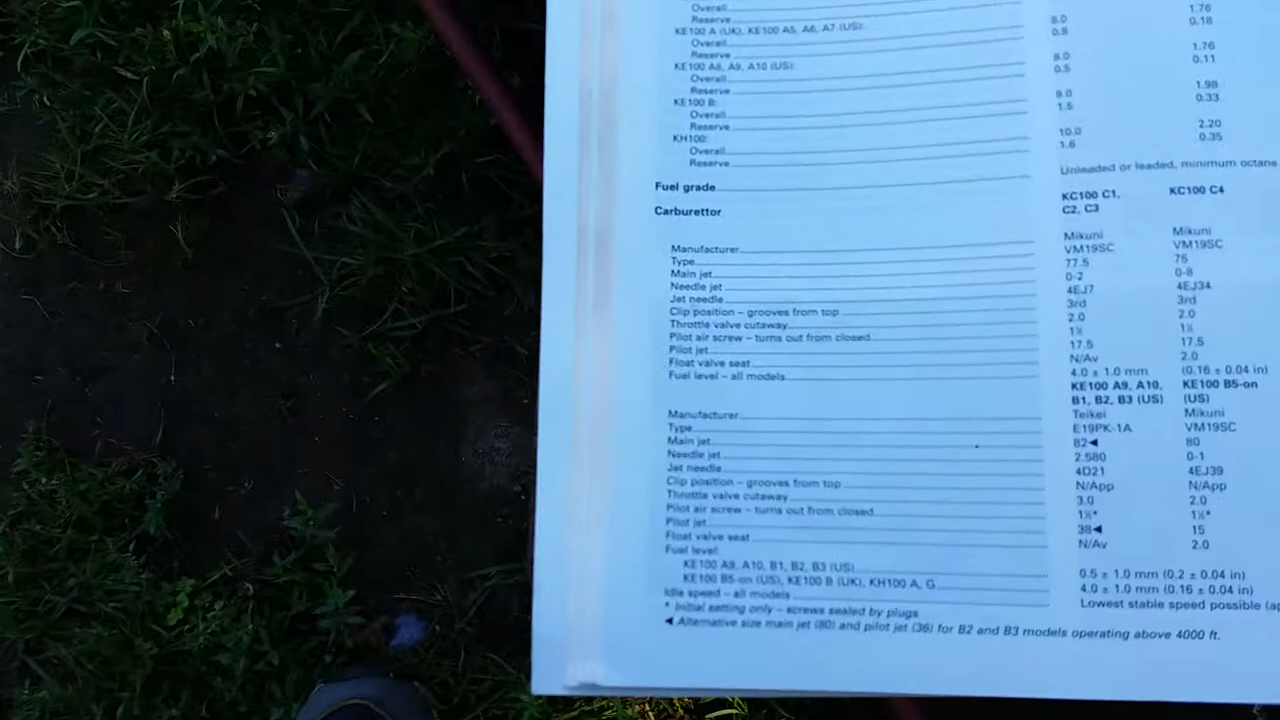 Overall 1.76
Reserve 8.0 0.18
KE100 A (UK), KE100 A5, A6, A7 (US): 0.8
Overall 1.76
Reserve 8.0 0.11
KE100 A8, A9, A10 (US): 0.5
Overall 1.98
Reserve 9.0 0.33
KE100 B: 1.5
Overall 2.20
Reserve 10.0 0.35
KH100: 1.6
Overall
Reserve
Unleaded or leaded, minimum octane
Fuel grade
KC100 C1, KC100 C4
C2, C3
Carburettor
Manufacturer Mikuni Mikuni
Type VM19SC VM19SC
Main jet 77.5 75
Needle jet 0-2 0-8
Jet needle 4EJ7 4EJ34
Clip position – grooves from top 3rd 3rd
Throttle valve cutaway 2.0 2.0
Pilot air screw – turns out from closed
Pilot jet 17.5 17.5
Float valve seat N/Av 2.0
Fuel level – all models 4.0 ± 1.0 mm (0.16 ± 0.04 in)
KE100 A9, A10, KE100 B5-on
B1, B2, B3 (US) (US)
Manufacturer Teikei Mikuni
Type E19PK-1A VM19SC
Main jet 82◄ 80
Needle jet 2.580 0-1
Jet needle 4D21 4EJ39
Clip position – grooves from top N/App N/App
Throttle valve cutaway 3.0 2.0
Pilot air screw – turns out from closed
Pilot jet 38◄ 15
Float valve seat N/Av 2.0
Fuel level:
KE100 A9, A10, B1, B2, B3 (US) 0.5 ± 1.0 mm (0.2 ± 0.04 in)
KE100 B5-on (US), KE100 B (UK), KH100 A, G 4.0 ± 1.0 mm (0.16 ± 0.04 in)
Idle speed – all models Lowest stable speed possible
* Initial setting only – screws sealed by plugs
◄ Alternative size main jet (80) and pilot jet (36) for B2 and B3 models operating above 4000 ft.